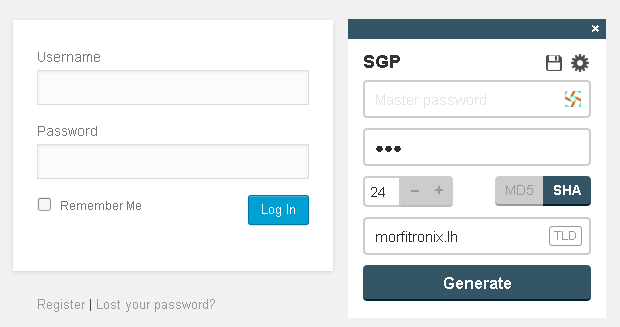 Username
Password
Remember Me
Log In
Register | Lost your password?
×
SGP
Master password
●●●
24
− +
MD5 SHA
morfitronix.lh
TLD
Generate